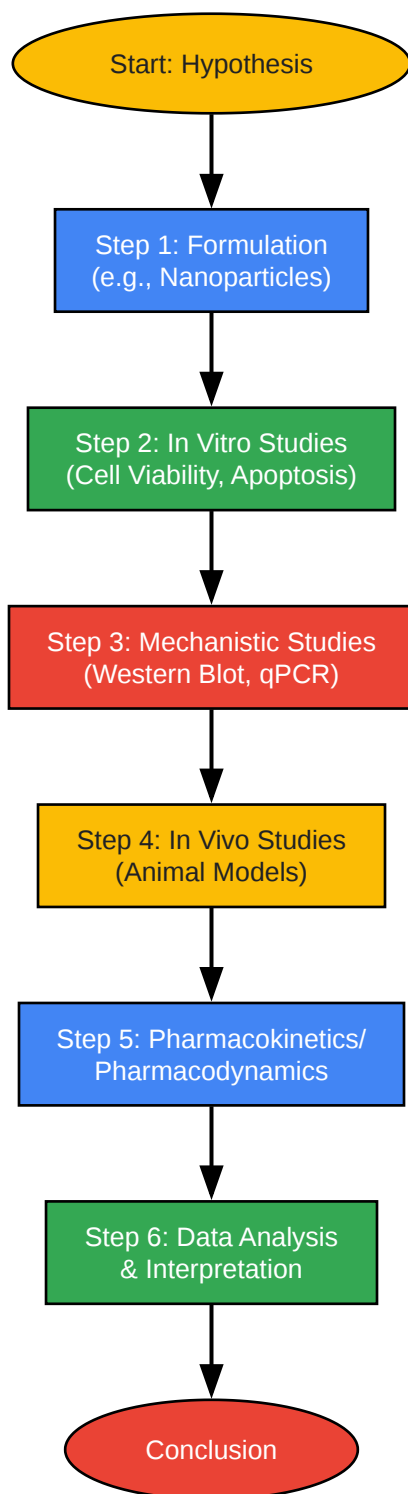 Start: Hypothesis
Step 1: Formulation
(e.g., Nanoparticles)
Step 2: In Vitro Studies
(Cell Viability, Apoptosis)
Step 3: Mechanistic Studies
(Western Blot, qPCR)
Step 4: In Vivo Studies
(Animal Models)
Step 5: Pharmacokinetics/
Pharmacodynamics
Step 6: Data Analysis
& Interpretation
Conclusion